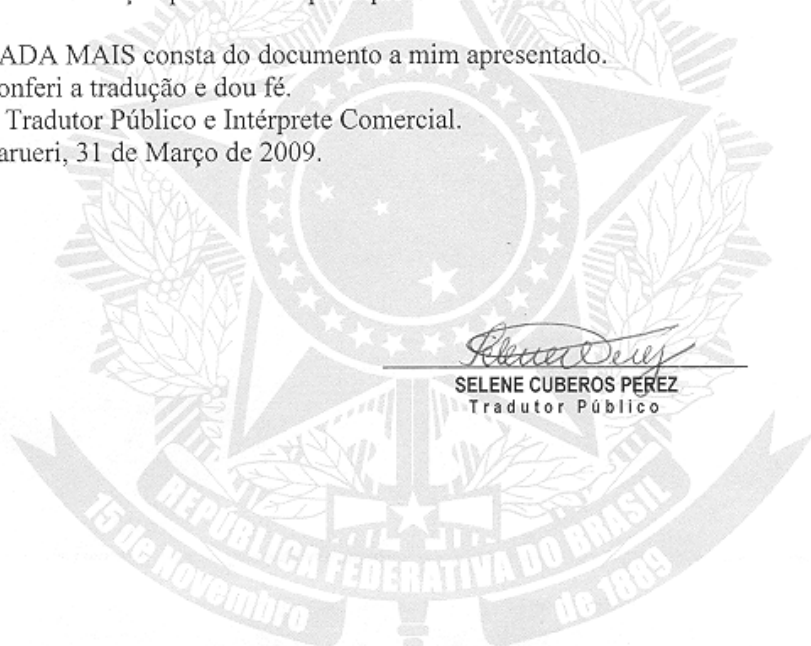 ADA MAIS consta do documento a mim apresentado.
onferi a tradução e dou fé.
Tradutor Público e Intérprete Comercial.
arueri, 31 de Março de 2009.
SELENE CUBEROS PEREZ
Tradutor Público
REPÚBLICA FEDERATIVA DO BRASIL
15 de Novembro
de 1889